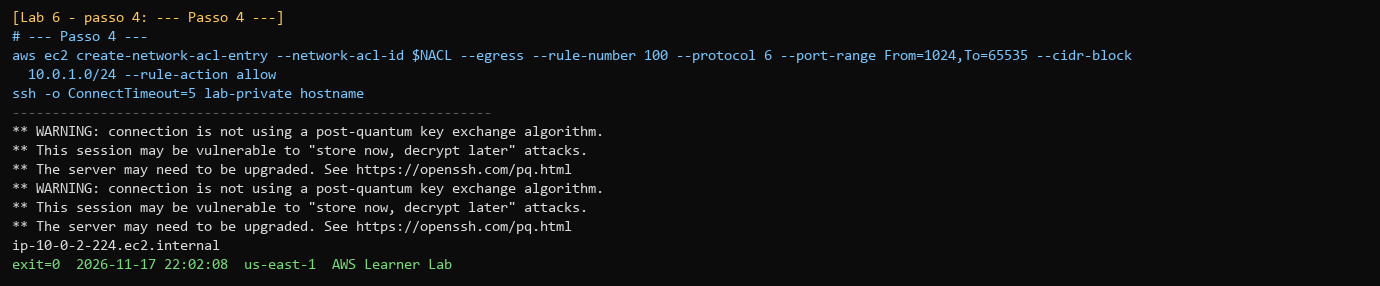 [Lab 6 - passo 4: --- Passo 4 ---]
# --- Passo 4 ---
aws ec2 create-network-acl-entry --network-acl-id $NACL --egress --rule-number 100 --protocol 6 --port-range From=1024,To=65535 --cidr-block
  10.0.1.0/24 --rule-action allow
ssh -o ConnectTimeout=5 lab-private hostname
------------------------------------------------------------
** WARNING: connection is not using a post-quantum key exchange algorithm.
** This session may be vulnerable to "store now, decrypt later" attacks.
** The server may need to be upgraded. See https://openssh.com/pq.html
** WARNING: connection is not using a post-quantum key exchange algorithm.
** This session may be vulnerable to "store now, decrypt later" attacks.
** The server may need to be upgraded. See https://openssh.com/pq.html
ip-10-0-2-224.ec2.internal
exit=0  2026-11-17 22:02:08  us-east-1  AWS Learner Lab